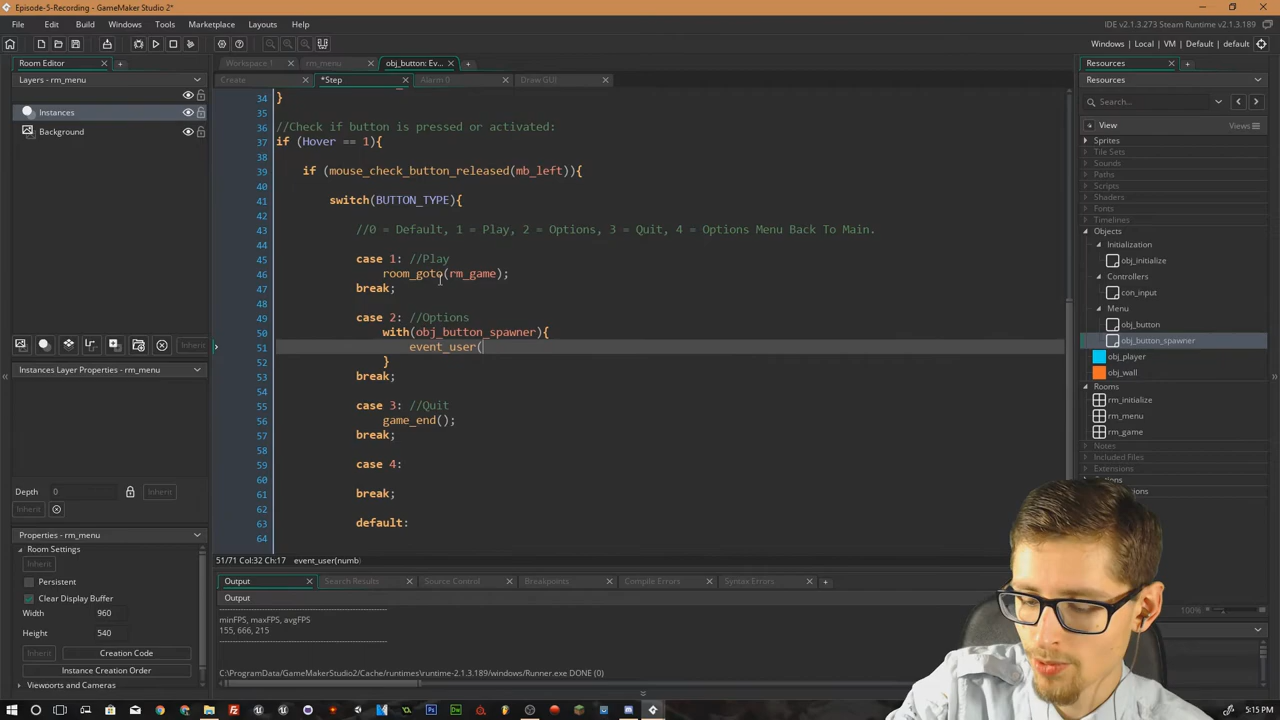 Episode-5-Recording - GameMaker Studio 2*
File Edit Build Windows Tools Marketplace Layouts Help
IDE v2.1.3.273 Steam Runtime v2.1.3.189
Windows | Local | VM | Default | default
Room Editor
Workspace 1
rm_menu
obj_button: Ev...
Resources
Layers - rm_menu
Create
*Step
Alarm 0
Draw GUI
Resources
Search...
View
Views
Instances
Background
34 }
35
36 //Check if button is pressed or activated:
37 if (Hover == 1){
38
39 if (mouse_check_button_released(mb_left)){
40
41 switch(BUTTON_TYPE){
42
43 //0 = Default, 1 = Play, 2 = Options, 3 = Quit, 4 = Options Menu Back To Main.
44
45 case 1: //Play
46 room_goto(rm_game);
47 break;
48
49 case 2: //Options
50 with(obj_button_spawner){
51 event_user(
52 }
53 break;
54
55 case 3: //Quit
56 game_end();
57 break;
58
59 case 4:
60
61 break;
62
63 default:
64
51/71 Col:32 Ch:17 event_user(numb)
Sprites
Tile Sets
Sounds
Paths
Scripts
Shaders
Fonts
Timelines
Objects
Initialization
obj_initialize
Controllers
con_input
Menu
obj_button
obj_button_spawner
obj_player
obj_wall
Rooms
rm_initialize
rm_menu
rm_game
Notes
Included Files
Extensions
Inherit
Instances Layer Properties - rm_menu
Depth 0 Inherit
Inherit
Properties - rm_menu
Room Settings
Inherit
Persistent
Clear Display Buffer
Width 960
Height 540
Inherit Creation Code
Instance Creation Order
Viewports and Cameras
Output
Search Results
Source Control
Breakpoints
Compile Errors
Syntax Errors
Output
minFPS, maxFPS, avgFPS
155, 666, 215
C:\ProgramData/GameMakerStudio2/Cache/runtimes\runtime-2.1.3.189/windows/Runner.exe DONE (0)
100%
5:15 PM